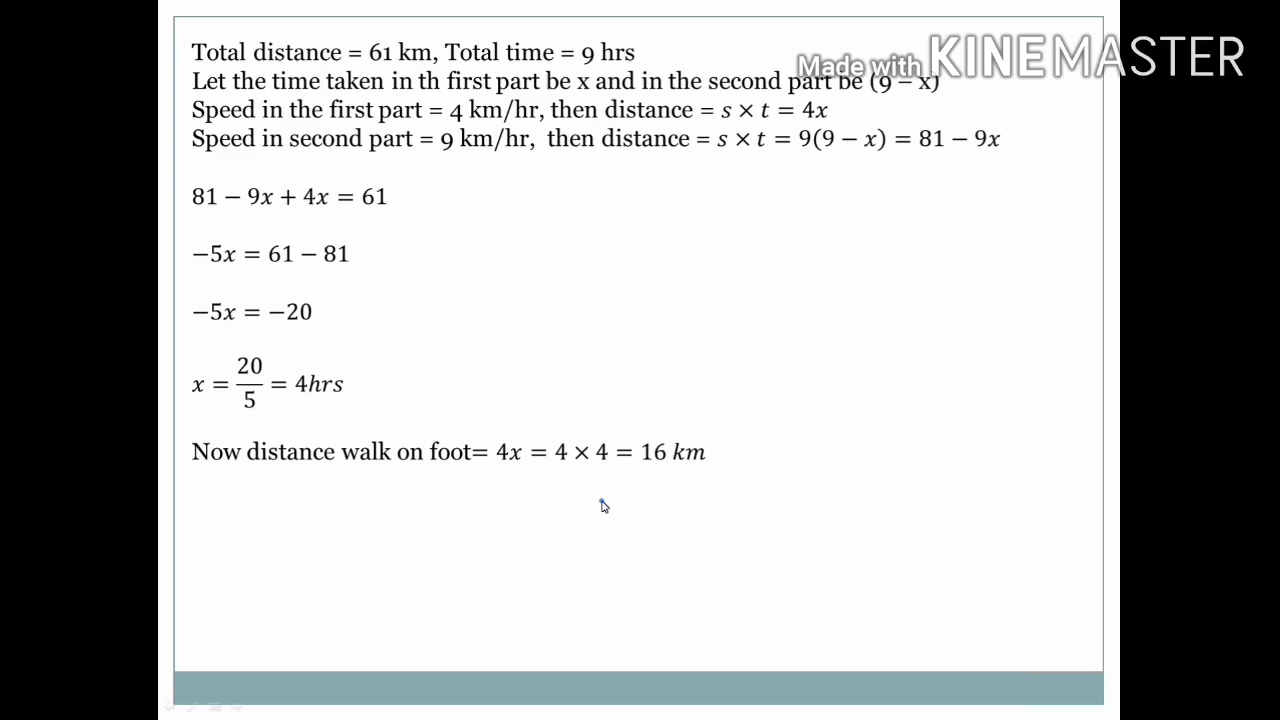 Total distance = 61 km, Total time = 9 hrs
Made with KINEMASTER
Let the time taken in th first part be x and in the second part be (9 − x)
Speed in the first part = 4 km/hr, then distance = s × t = 4x
Speed in second part = 9 km/hr, then distance = s × t = 9(9 − x) = 81 − 9x
81 − 9x + 4x = 61
−5x = 61 − 81
−5x = −20
x = 20/5 = 4hrs
Now distance walk on foot= 4x = 4 × 4 = 16 km